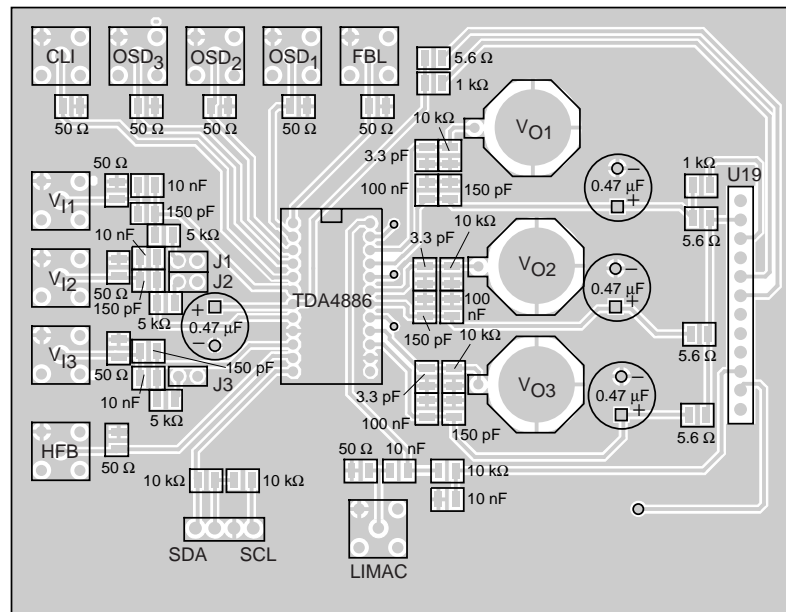 CLI OSD3 OSD2 OSD1 FBL
5.6 Ω
1 kΩ
50 Ω 50 Ω 50 Ω 50 Ω 50 Ω
10 kΩ
VO1
3.3 pF
100 nF 150 pF
0.47 µF
−
+
1 kΩ
U19
5.6 Ω
VI1
50 Ω
10 nF
150 pF
5 kΩ
10 nF
J1
J2
VI2
50 Ω
150 pF
5 kΩ
+
0.47 µF
−
TDA4886
3.3 pF
10 kΩ
VO2
100
nF
150 pF
−
0.47 µF
+
5.6 Ω
VI3
50 Ω
150 pF
10 nF
J3
5 kΩ
10 kΩ
VO3
3.3 pF
100 nF
150 pF
−
0.47 µF
+
5.6 Ω
HFB
50 Ω
10 kΩ 10 kΩ
SDA SCL
50 Ω 10 nF
10 kΩ
10 nF
LIMAC